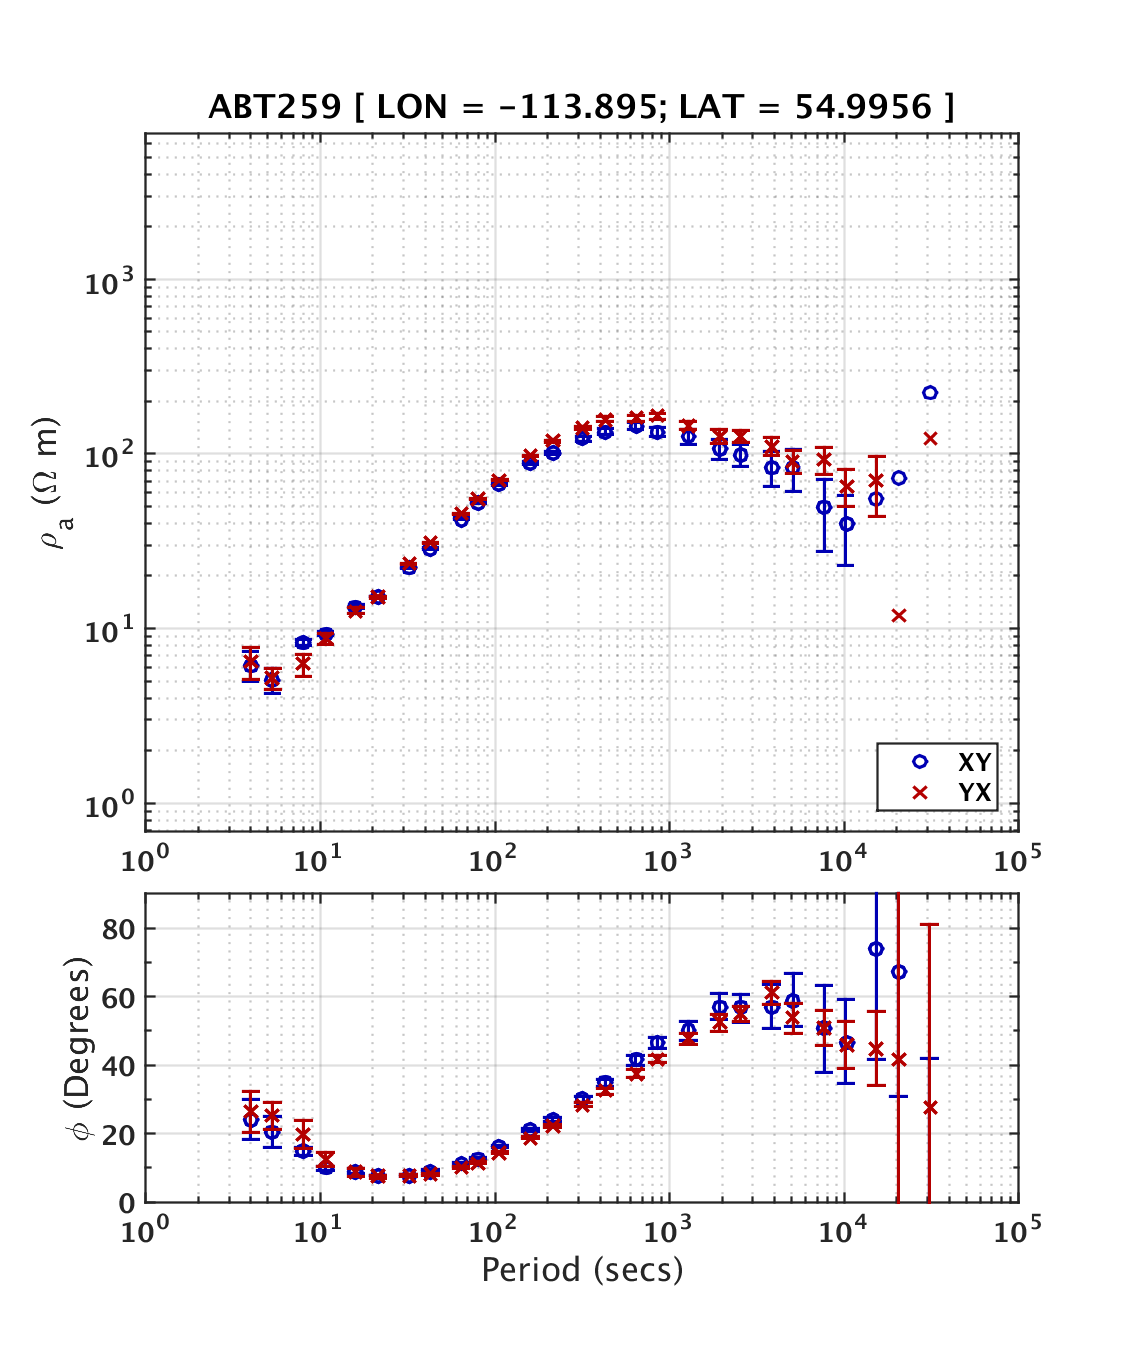 ABT259 [ LON = −113.895; LAT = 54.9956 ]
10³
10²
10¹
10⁰
ρₐ (Ω m)
XY
YX
10⁰ 10¹ 10² 10³ 10⁴ 10⁵
80
60
40
20
0
ϕ (Degrees)
10⁰ 10¹ 10² 10³ 10⁴ 10⁵
Period (secs)